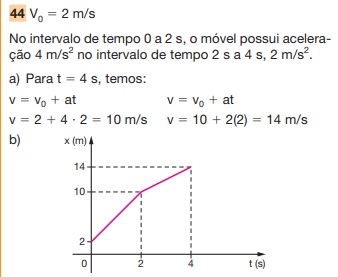 44 V₀ = 2 m/s
No intervalo de tempo 0 a 2 s, o móvel possui acelera-
ção 4 m/s² no intervalo de tempo 2 s a 4 s, 2 m/s².
a) Para t = 4 s, temos:
v = v₀ + at v = v₀ + at
v = 2 + 4 · 2 = 10 m/s v = 10 + 2(2) = 14 m/s
b) x (m)
14
10
2
0 2 4 t (s)